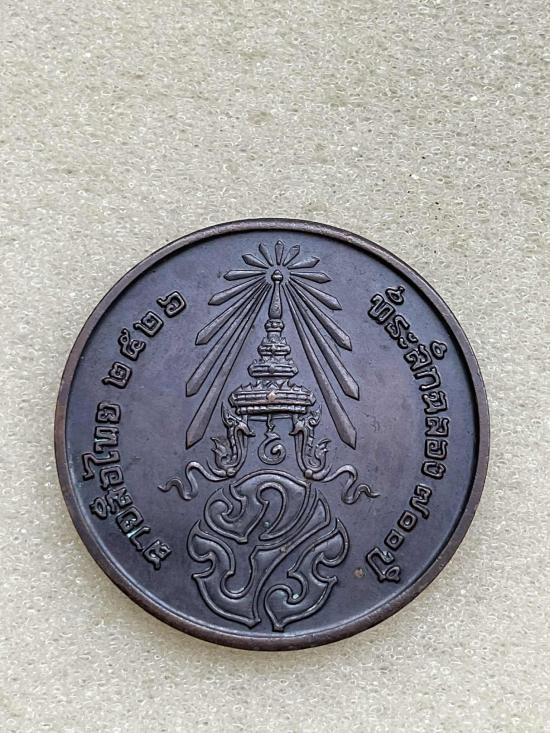 ที่ระลึกฉลอง ๗๐๐ ปี
ลายสือไทย ๒๕๒๖